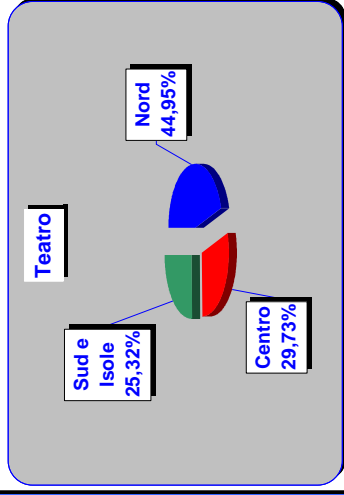 Teatro
Sud e
Isole
25,32%
Nord
44,95%
Centro
29,73%